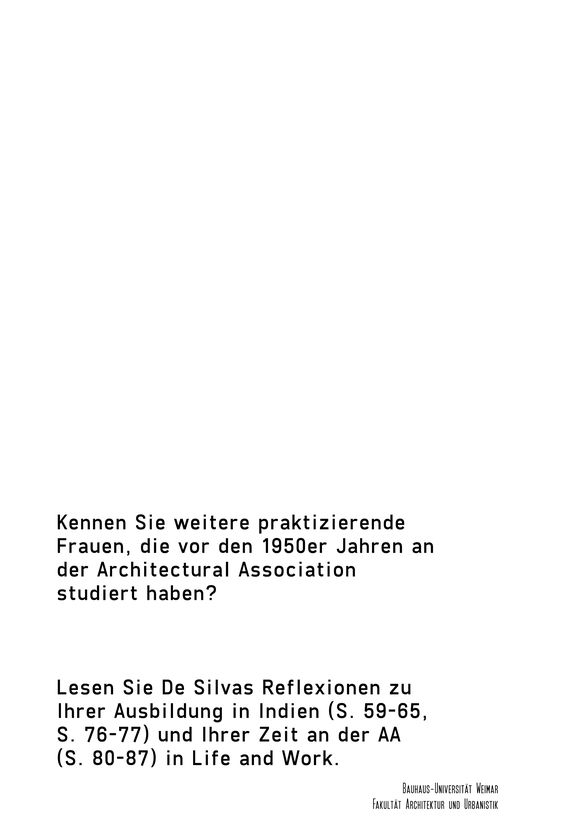 Kennen Sie weitere praktizierende
Frauen, die vor den 1950er Jahren an
der Architectural Association
studiert haben?
Lesen Sie De Silvas Reflexionen zu
Ihrer Ausbildung in Indien (S. 59-65,
S. 76-77) und Ihrer Zeit an der AA
(S. 80-87) in Life and Work.
Bauhaus-Universität Weimar
Fakultät Architektur und Urbanistik